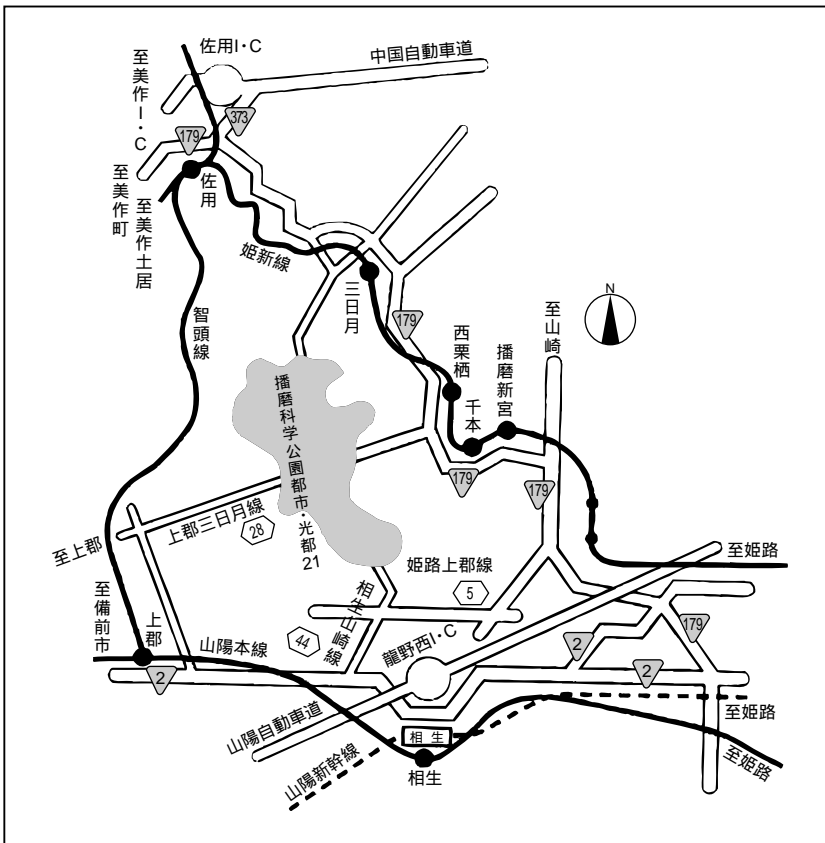 佐用I・C
中国自動車道
至美作I・C
373
179
佐用
至美作町
至美作土居
姫新線
三日月
智頭線
179
西栗栖
千本
播磨新宮
至山崎
N
播磨科学公園都市・光都21
179
179
上郡三日月線
28
至上郡
至備前市
上郡
山陽本線
2
44
相生山崎線
姫路上郡線
5
龍野西I・C
至姫路
2
179
2
至姫路
至姫路
山陽自動車道
山陽新幹線
相生
相生